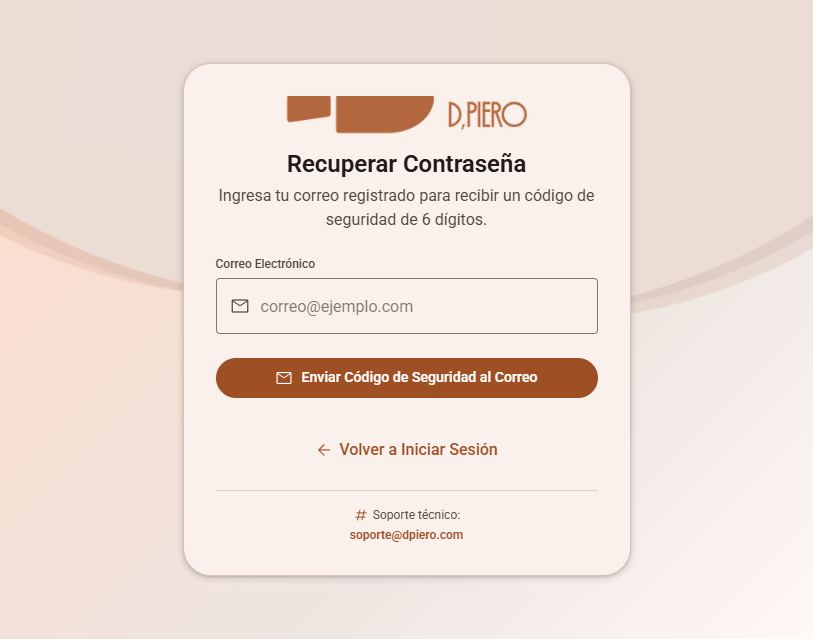 D,PIERO
Recuperar Contraseña
Ingresa tu correo registrado para recibir un código de
seguridad de 6 dígitos.
Correo Electrónico
correo@ejemplo.com
Enviar Código de Seguridad al Correo
← Volver a Iniciar Sesión
# Soporte técnico:
soporte@dpiero.com